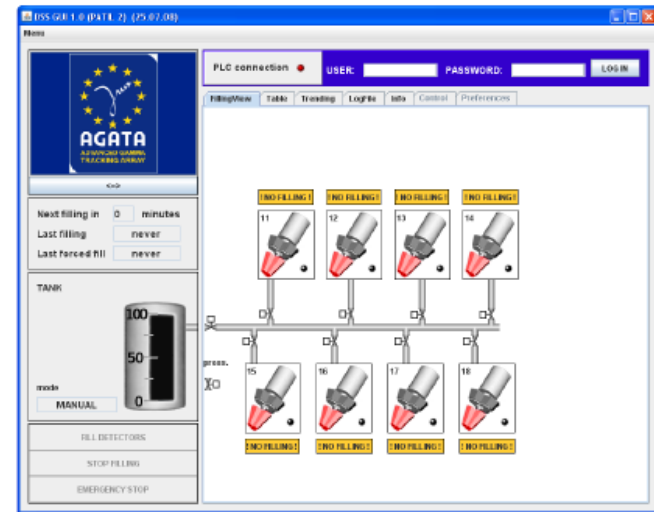 DSS GUI 1.0 (PATIL 2) (25.07.08)
Menu
PLC connection
USER:
PASSWORD:
LOG IN
FillingView Table Trending LogFile Info Control Preferences
AGATA
ADVANCED GAMMA
TRACKING ARRAY
<=>
Next filling in 0 minutes
Last filling never
Last forced fill never
TANK
100
50
0
mode
MANUAL
FILL DETECTORS
STOP FILLING
EMERGENCY STOP
! NO FILLING ! ! NO FILLING ! ! NO FILLING ! ! NO FILLING !
11 12 13 14
press.
15 16 17 18
! NO FILLING ! ! NO FILLING ! ! NO FILLING ! ! NO FILLING !